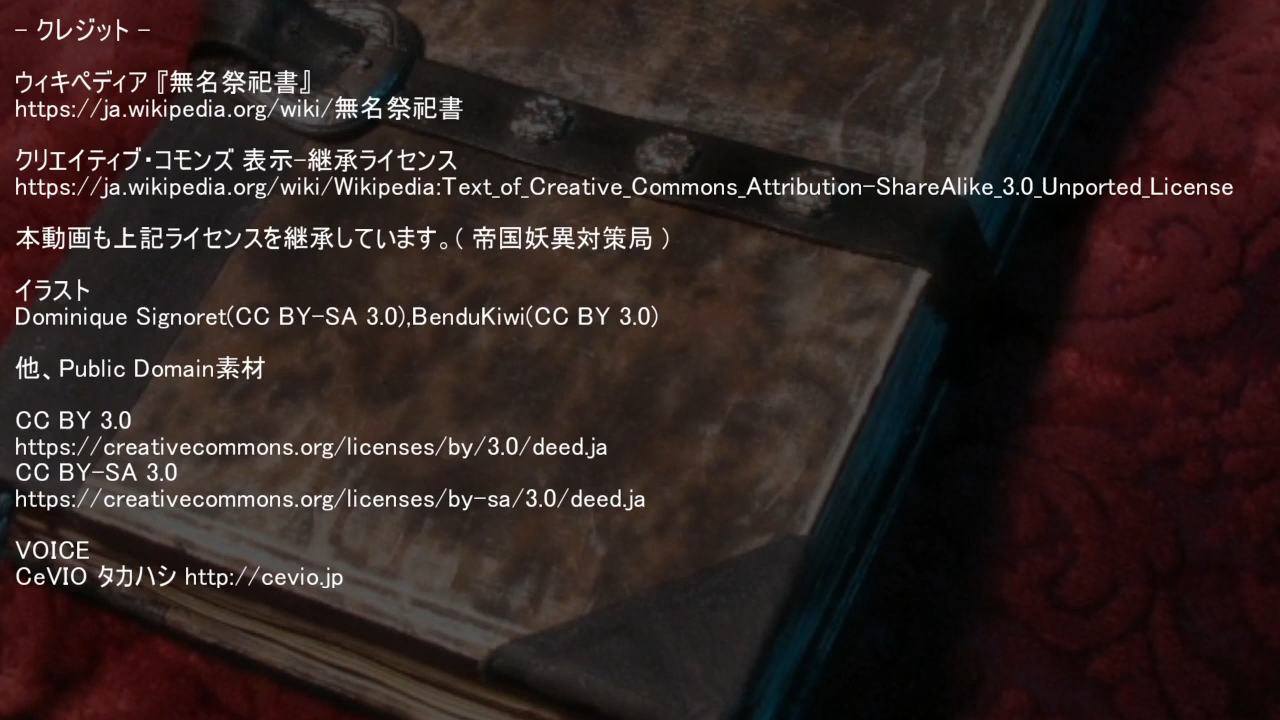 - クレジット -
ウィキペディア『無名祭祀書』
https://ja.wikipedia.org/wiki/無名祭祀書
クリエイティブ・コモンズ 表示-継承ライセンス
https://ja.wikipedia.org/wiki/Wikipedia:Text_of_Creative_Commons_Attribution-ShareAlike_3.0_Unported_License
本動画も上記ライセンスを継承しています。( 帝国妖異対策局 )
イラスト
Dominique Signoret(CC BY-SA 3.0),BenduKiwi(CC BY 3.0)
他、Public Domain素材
CC BY 3.0
https://creativecommons.org/licenses/by/3.0/deed.ja
CC BY-SA 3.0
https://creativecommons.org/licenses/by-sa/3.0/deed.ja
VOICE
CeVIO タカハシ http://cevio.jp